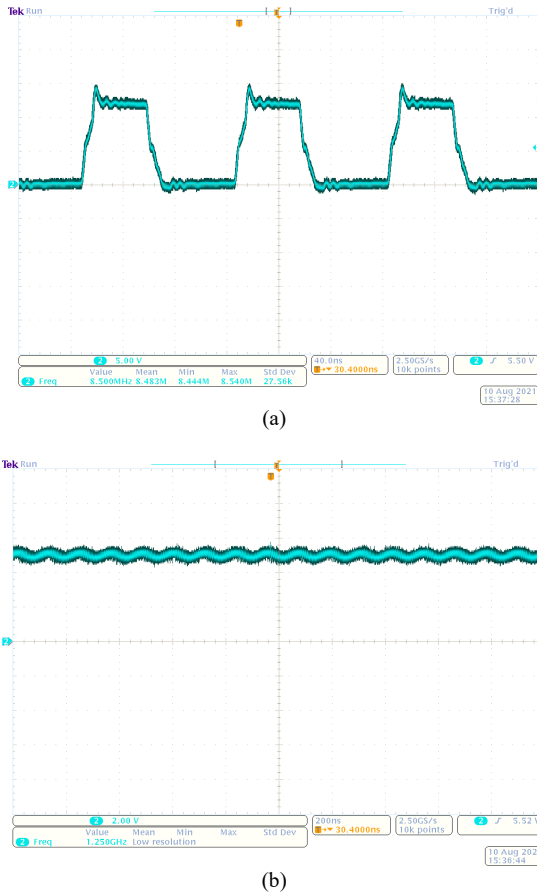 Tek Run Trig'd
2
2 5.00 V 40.0ns 2.50GS/s 2 5.50 V
Value Mean Min Max Std Dev 30.4000ns 10k points
2 Freq 8.500MHz 8.483M 8.444M 8.540M 27.56k
10 Aug 2021
15:37:28
(a)
Tek Run Trig'd
2
2 2.00 V 200ns 2.50GS/s 2 5.52 V
Value Mean Min Max Std Dev 30.4000ns 10k points
2 Freq 1.250GHz Low resolution
10 Aug 202
15:36:44
(b)